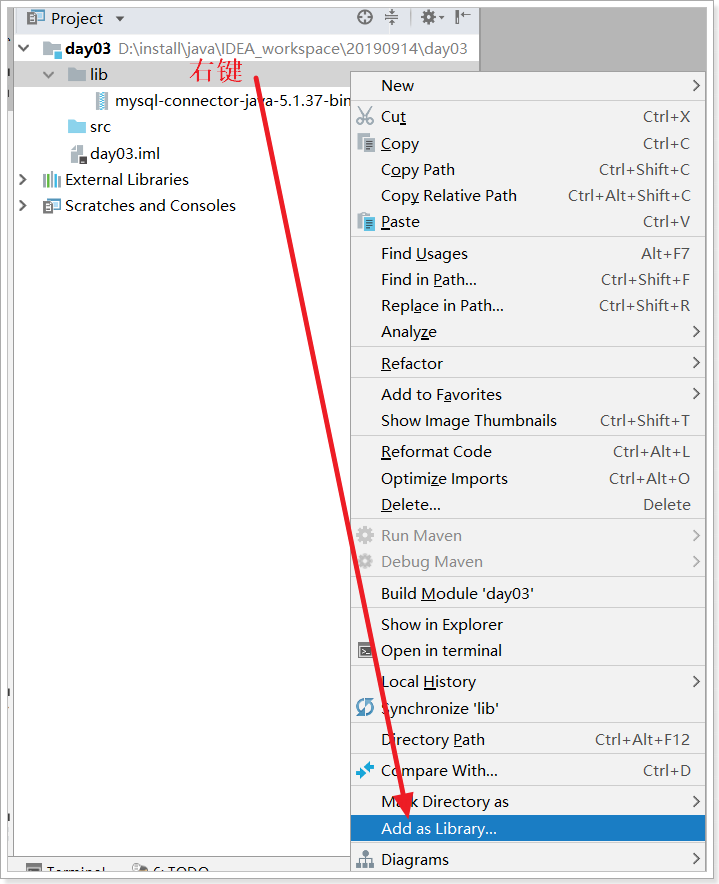 Project
day03 D:\install\java\IDEA_workspace\20190914\day03
lib
右键
mysql-connector-java-5.1.37-bin
src
day03.iml
External Libraries
Scratches and Consoles
New
Cut Ctrl+X
Copy Ctrl+C
Copy Path Ctrl+Shift+C
Copy Relative Path Ctrl+Alt+Shift+C
Paste Ctrl+V
Find Usages Alt+F7
Find in Path... Ctrl+Shift+F
Replace in Path... Ctrl+Shift+R
Analyze
Refactor
Add to Favorites
Show Image Thumbnails Ctrl+Shift+T
Reformat Code Ctrl+Alt+L
Optimize Imports Ctrl+Alt+O
Delete... Delete
Run Maven
Debug Maven
Build Module 'day03'
Show in Explorer
Open in terminal
Local History
Synchronize 'lib'
Directory Path Ctrl+Alt+F12
Compare With... Ctrl+D
Mark Directory as
Add as Library...
Diagrams
Terminal 6: TODO